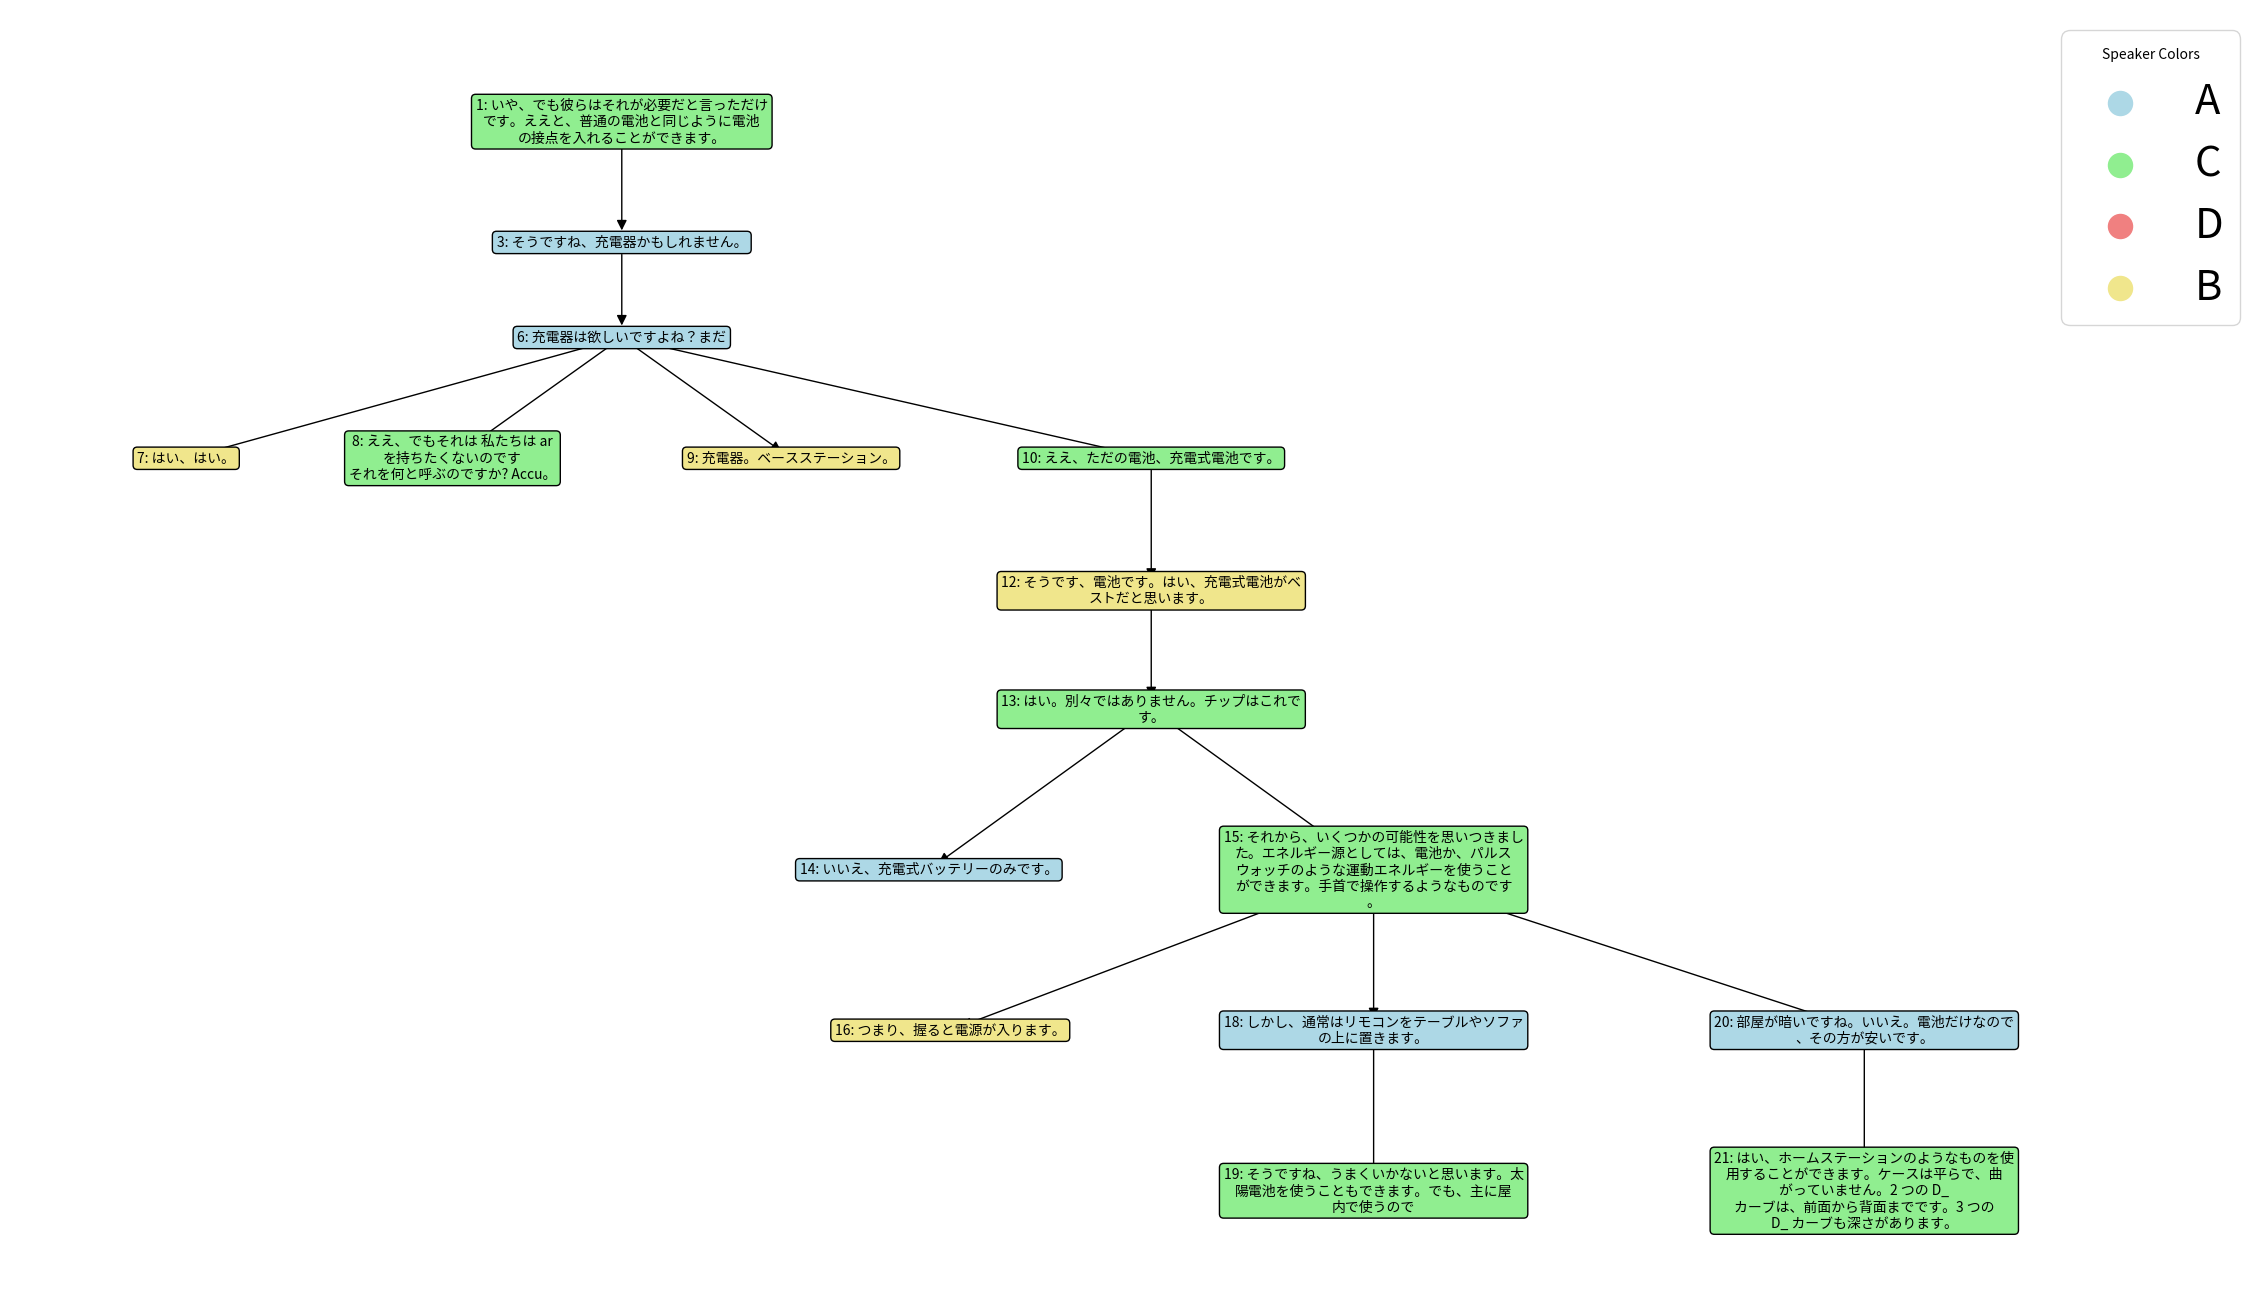 Speaker Colors
A
C
D
B
1: いや、でも彼らはそれが必要だと言っただけ
です。ええと、普通の電池と同じように電池
の接点を入れることができます。
3: そうですね、充電器かもしれません。
6: 充電器は欲しいですよね？まだ
7: はい、はい。
8: ええ、でもそれは 私たちは ar
を持ちたくないのです
それを何と呼ぶのですか? Accu。
9: 充電器。ベースステーション。
10: ええ、ただの電池、充電式電池です。
12: そうです、電池です。はい、充電式電池がベ
ストだと思います。
13: はい。別々ではありません。チップはこれで
す。
14: いいえ、充電式バッテリーのみです。
15: それから、いくつかの可能性を思いつきまし
た。エネルギー源としては、電池か、パルス
ウォッチのような運動エネルギーを使うこと
ができます。手首で操作するようなものです
。
16: つまり、握ると電源が入ります。
18: しかし、通常はリモコンをテーブルやソファ
の上に置きます。
20: 部屋が暗いですね。いいえ。電池だけなので
、その方が安いです。
19: そうですね、うまくいかないと思います。太
陽電池を使うこともできます。でも、主に屋
内で使うので
21: はい、ホームステーションのようなものを使
用することができます。ケースは平らで、曲
がっていません。2 つの D_
カーブは、前面から背面までです。3 つの
D_ カーブも深さがあります。